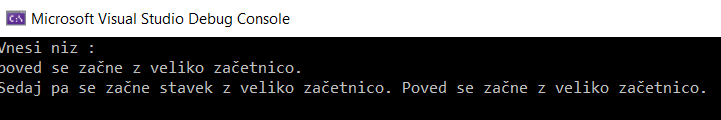 Microsoft Visual Studio Debug Console
Vnesi niz :
poved se začne z veliko začetnico.
Sedaj pa se začne stavek z veliko začetnico. Poved se začne z veliko začetnico.